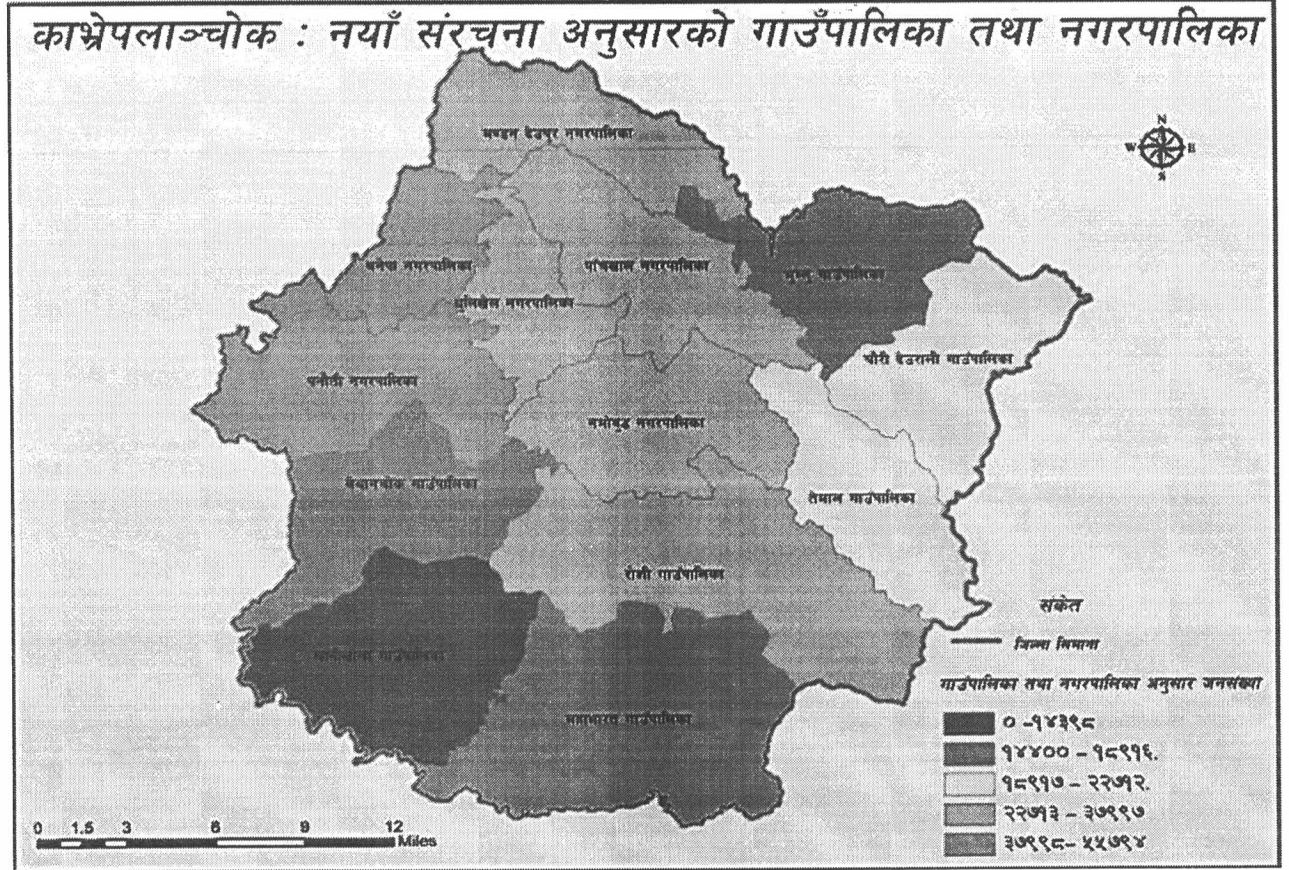 काभ्रेपलाञ्चोक : नयाँ संरचना अनुसारको गाउँपालिका तथा नगरपालिका
N
W E
S
मण्डन देउपुर नगरपालिका
बनेपा नगरपालिका
पांचखाल नगरपालिका
भुम्लु गाउंपालिका
धुलिखेल नगरपालिका
चौरी देउराली गाउंपालिका
पनौती नगरपालिका
नमोबुद्ध नगरपालिका
बेथानचोक गाउंपालिका
तेमाल गाउंपालिका
रोशी गाउंपालिका
संकेत
जिल्ला सिमाना
गाउंपालिका
महाभारत गाउंपालिका
गाउंपालिका तथा नगरपालिका अनुसार जनसंख्या
० -१४३९८
१४४०० - १८९१६.
१८९१७ - २२७१२.
२२७१३ - ३७९९७
३७९९८- ५५७९४
0 1.5 3 6 9 12
Miles